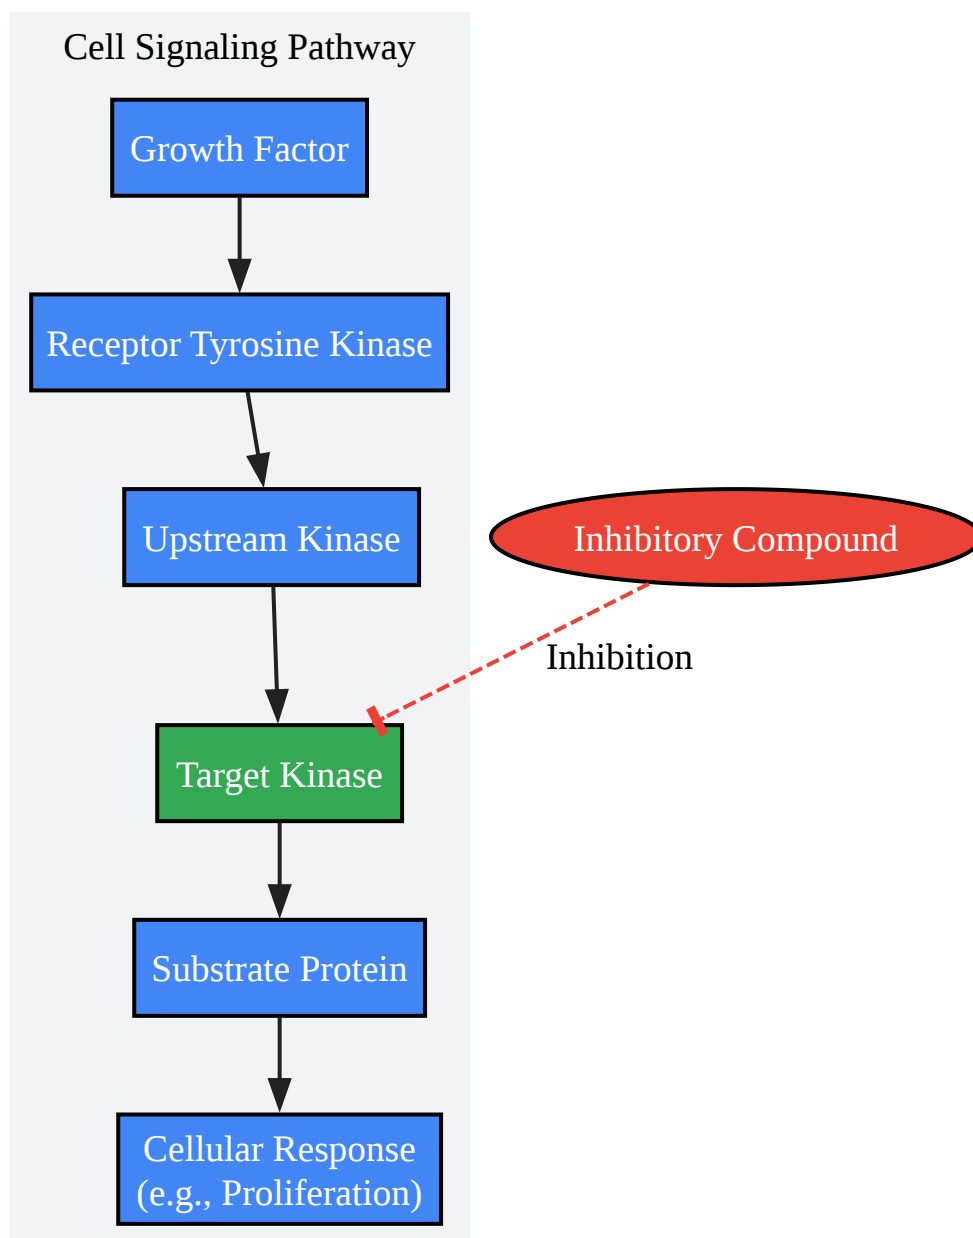 Cell Signaling Pathway
Growth Factor
Receptor Tyrosine Kinase
Upstream Kinase
Inhibitory Compound
Inhibition
Target Kinase
Substrate Protein
Cellular Response
(e.g., Proliferation)